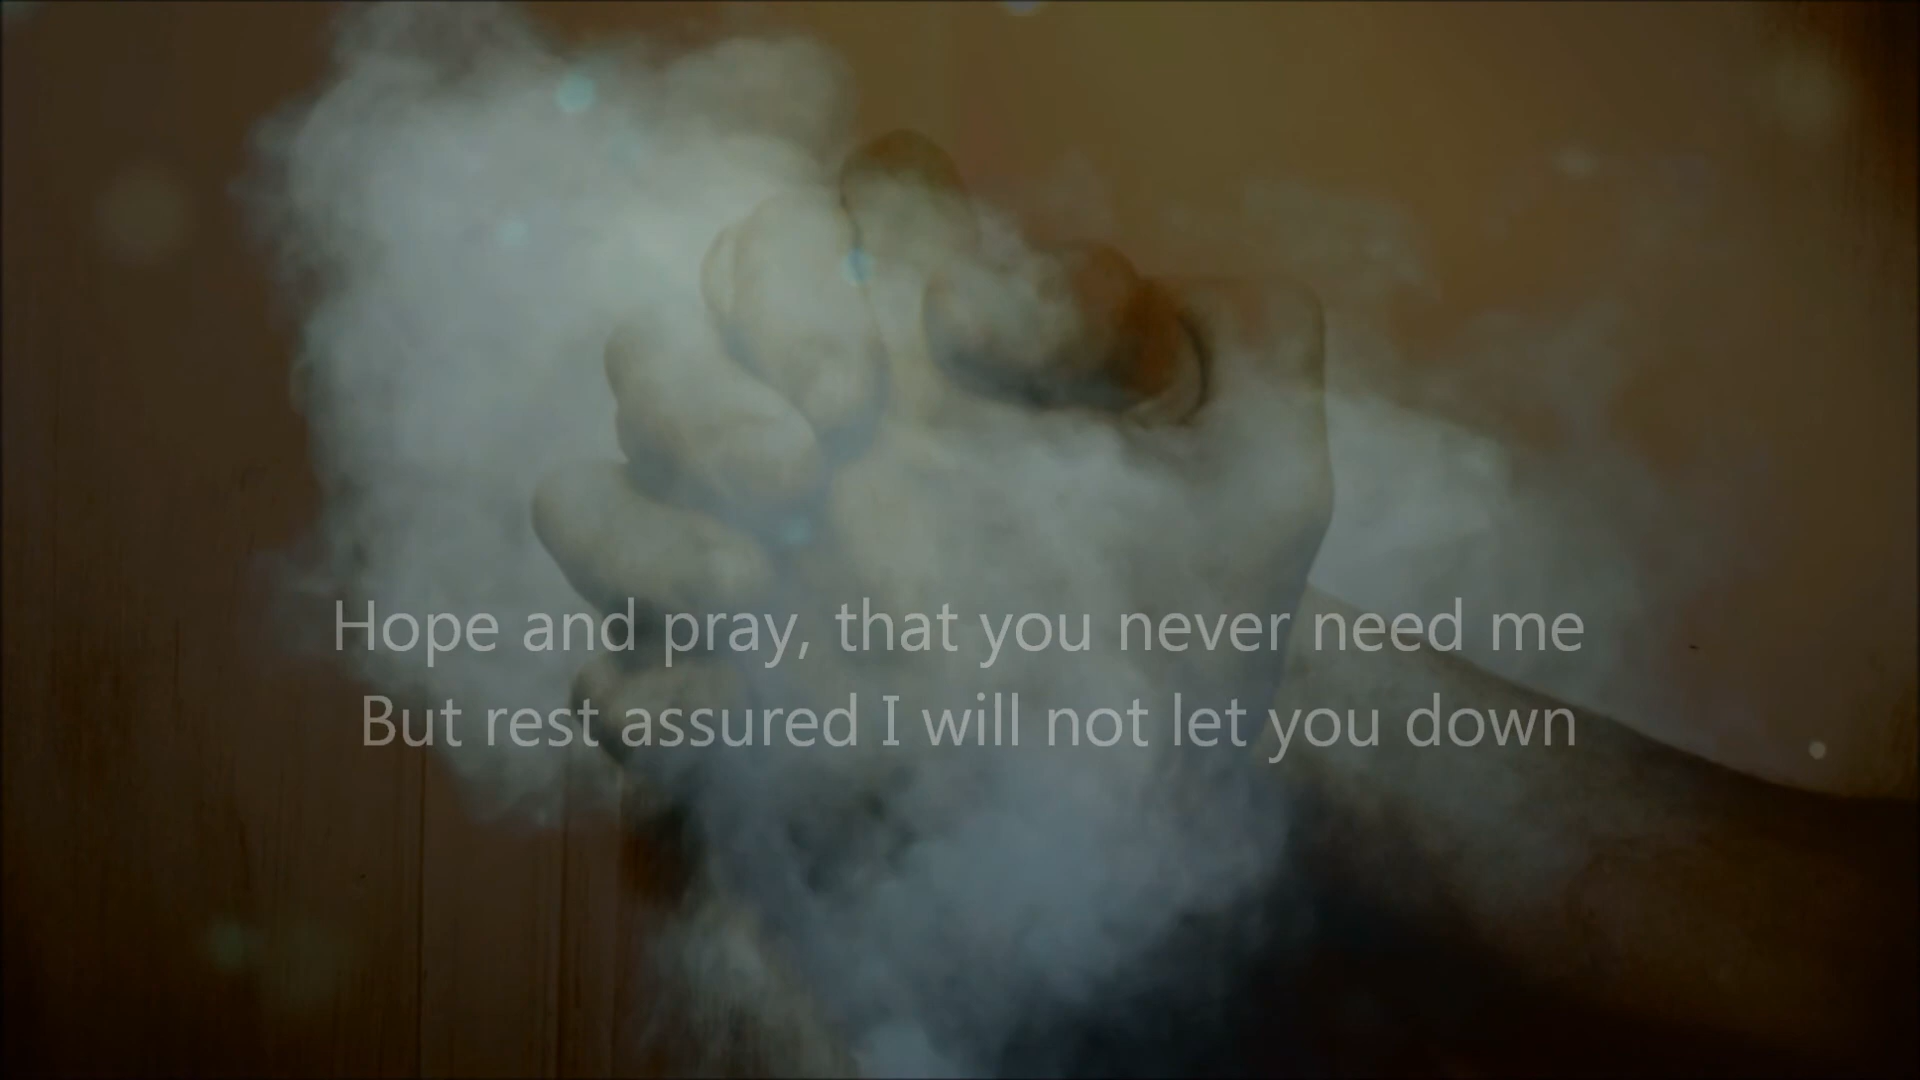 Hope and pray, that you never need me
But rest assured I will not let you down